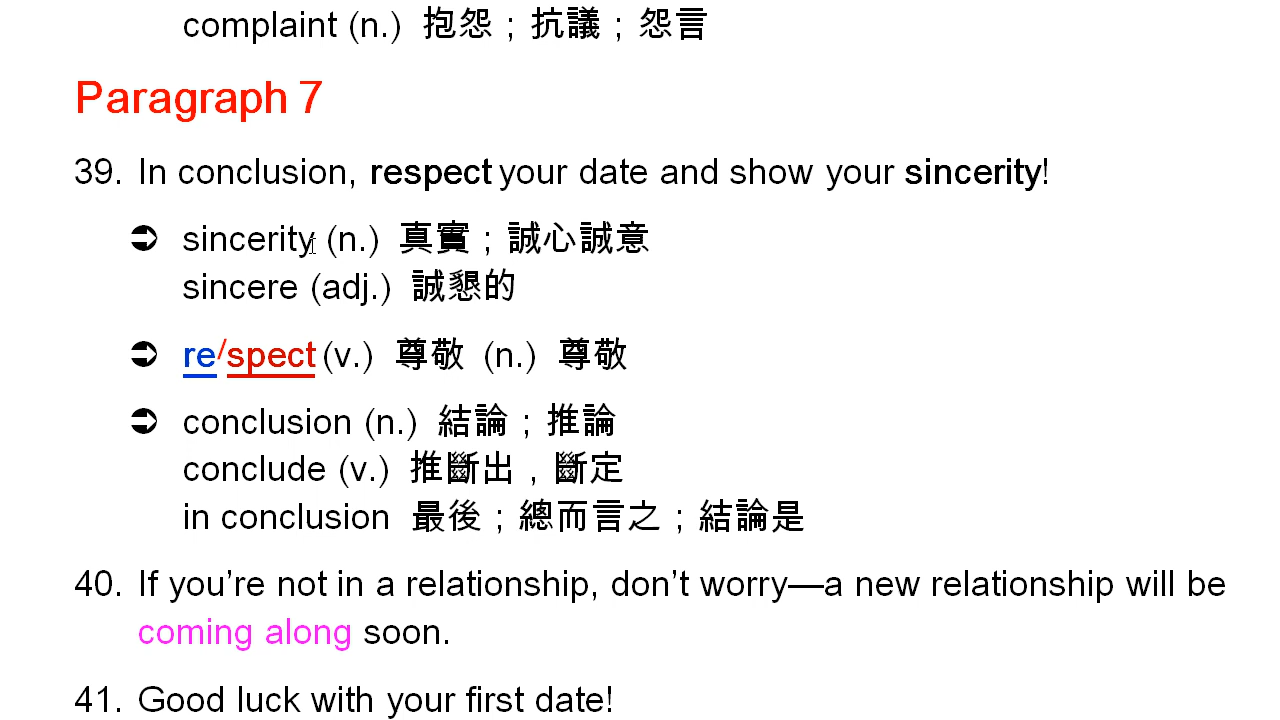 complaint (n.) 抱怨；抗議；怨言
Paragraph 7
39. In conclusion, respect your date and show your sincerity!
➲ sincerity (n.) 真實；誠心誠意
sincere (adj.) 誠懇的
➲ re/spect (v.) 尊敬 (n.) 尊敬
➲ conclusion (n.) 結論；推論
conclude (v.) 推斷出，斷定
in conclusion 最後；總而言之；結論是
40. If you’re not in a relationship, don’t worry—a new relationship will be
coming along soon.
41. Good luck with your first date!